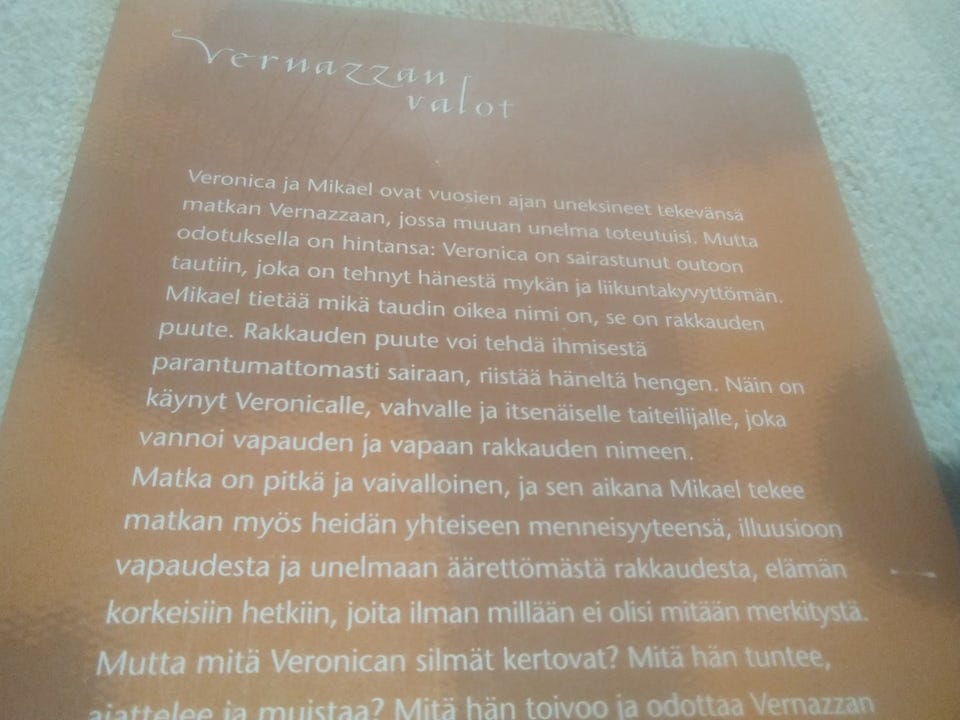 Vernazzan
valot
Veronica ja Mikael ovat vuosien ajan uneksineet tekevänsä
matkan Vernazzaan, jossa muuan unelma toteutuisi. Mutta
odotuksella on hintansa: Veronica on sairastunut outoon
tautiin, joka on tehnyt hänestä mykän ja liikuntakyvyttömän.
Mikael tietää mikä taudin oikea nimi on, se on rakkauden
puute. Rakkauden puute voi tehdä ihmisestä
parantumattomasti sairaan, riistää häneltä hengen. Näin on
käynyt Veronicalle, vahvalle ja itsenäiselle taiteilijalle, joka
vannoi vapauden ja vapaan rakkauden nimeen.
Matka on pitkä ja vaivalloinen, ja sen aikana Mikael tekee
matkan myös heidän yhteiseen menneisyyteensä, illuusioon
vapaudesta ja unelmaan äärettömästä rakkaudesta, elämän
korkeisiin hetkiin, joita ilman millään ei olisi mitään merkitystä.
Mutta mitä Veronican silmät kertovat? Mitä hän tuntee,
ajattelee ja muistaa? Mitä hän toivoo ja odottaa Vernazzan